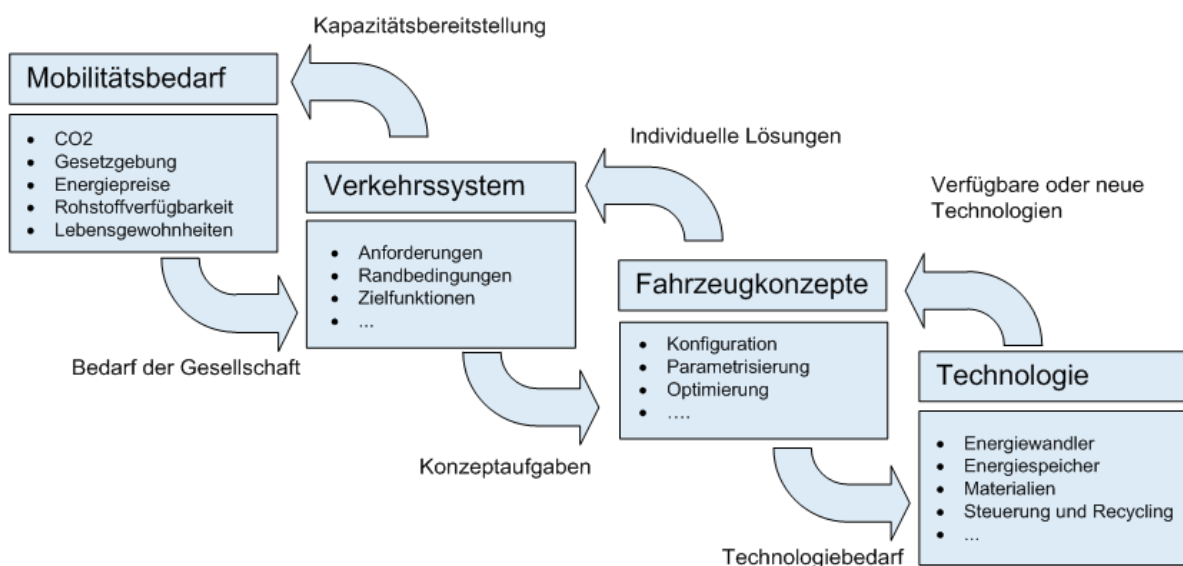 Kapazitätsbereitstellung
Mobilitätsbedarf
• CO2
• Gesetzgebung
• Energiepreise
• Rohstoffverfügbarkeit
• Lebensgewohnheiten
Bedarf der Gesellschaft
Individuelle Lösungen
Verkehrssystem
• Anforderungen
• Randbedingungen
• Zielfunktionen
• ...
Konzeptaufgaben
Verfügbare oder neue
Technologien
Fahrzeugkonzepte
• Konfiguration
• Parametrisierung
• Optimierung
• ....
Technologiebedarf
Technologie
• Energiewandler
• Energiespeicher
• Materialien
• Steuerung und Recycling
• ...